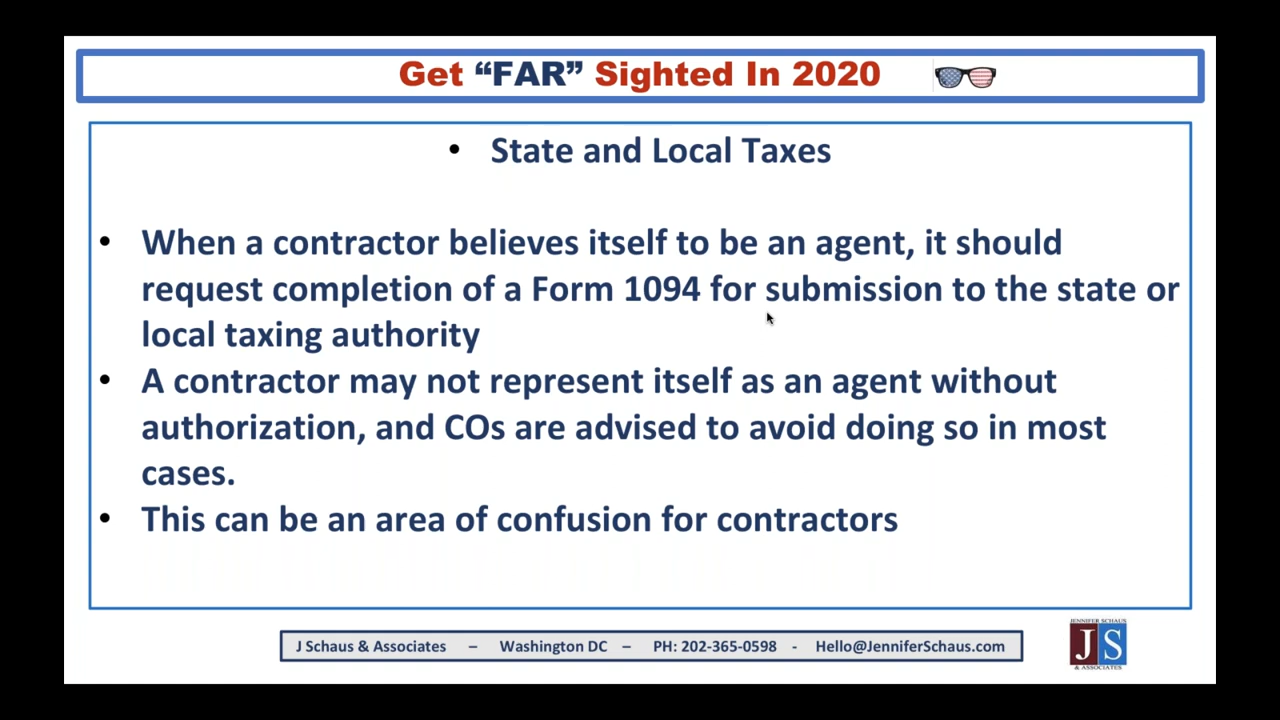 Get “FAR” Sighted In 2020
• State and Local Taxes
• When a contractor believes itself to be an agent, it should
request completion of a Form 1094 for submission to the state or
local taxing authority
• A contractor may not represent itself as an agent without
authorization, and COs are advised to avoid doing so in most
cases.
• This can be an area of confusion for contractors
J Schaus & Associates – Washington DC – PH: 202-365-0598 - Hello@JenniferSchaus.com
JENNIFER SCHAUS
JS
& ASSOCIATES